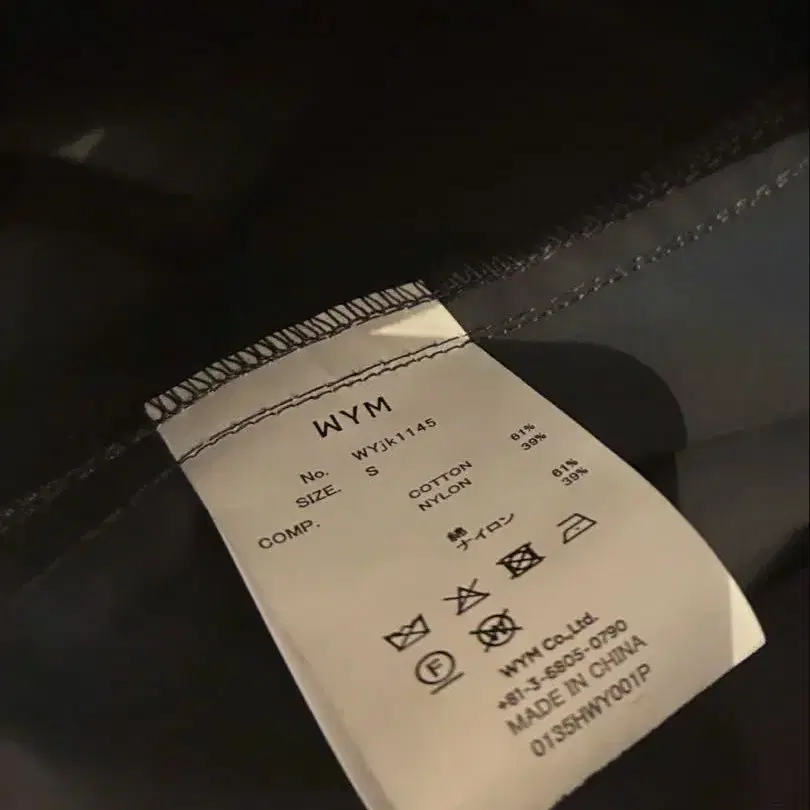 WYM
No. WYjk1145
SIZE. S
COMP. COTTON 61%
NYLON 39%
綿 61%
ナイロン 39%
F W
WYM Co.,Ltd.
+81-3-6805-0790
MADE IN CHINA
0135HWY001P